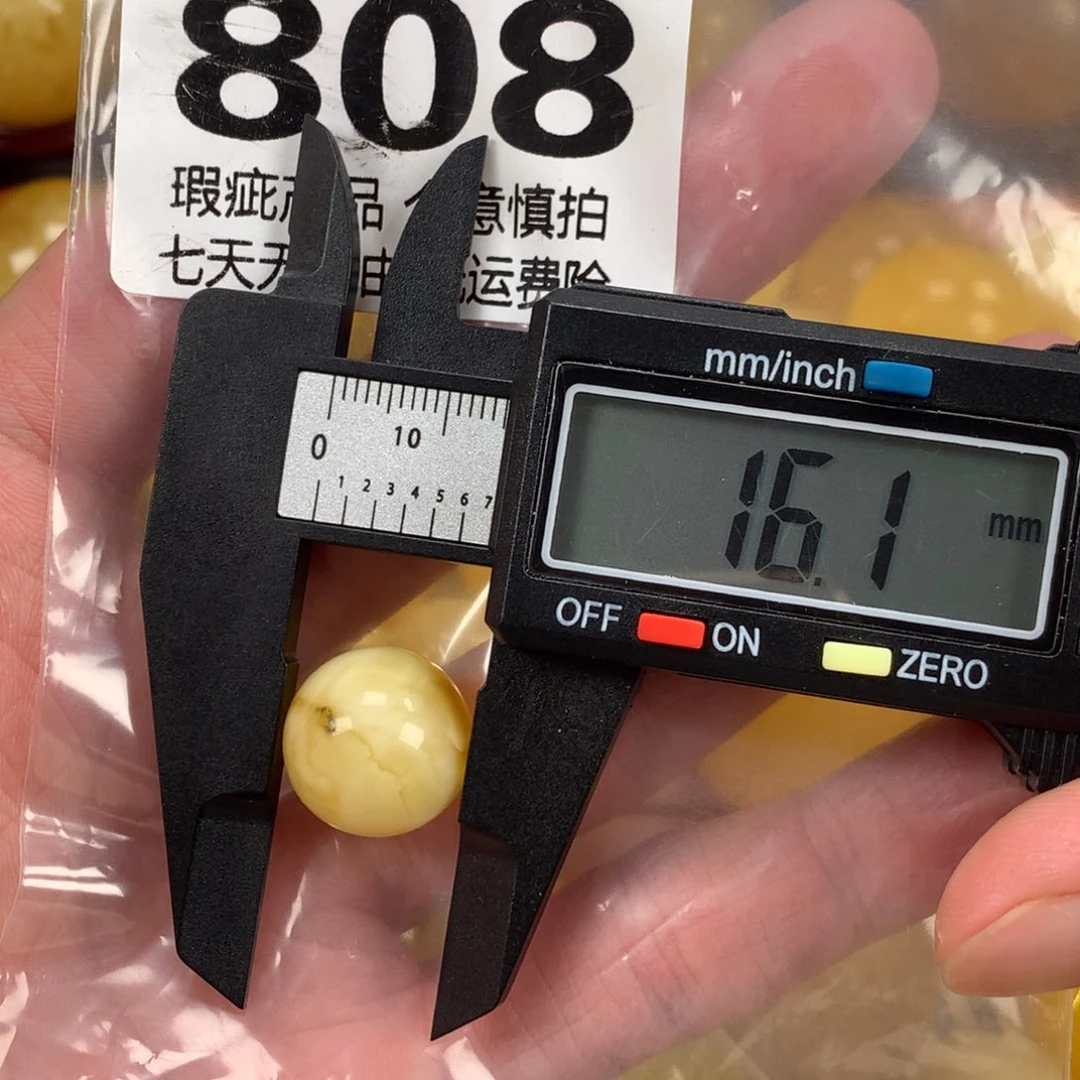 808
瑕疵产品 意慎拍
七天无 由 运费险
mm/inch
0 10
1 2 3 4 5 6 7
16.1 mm
OFF ON
ZERO